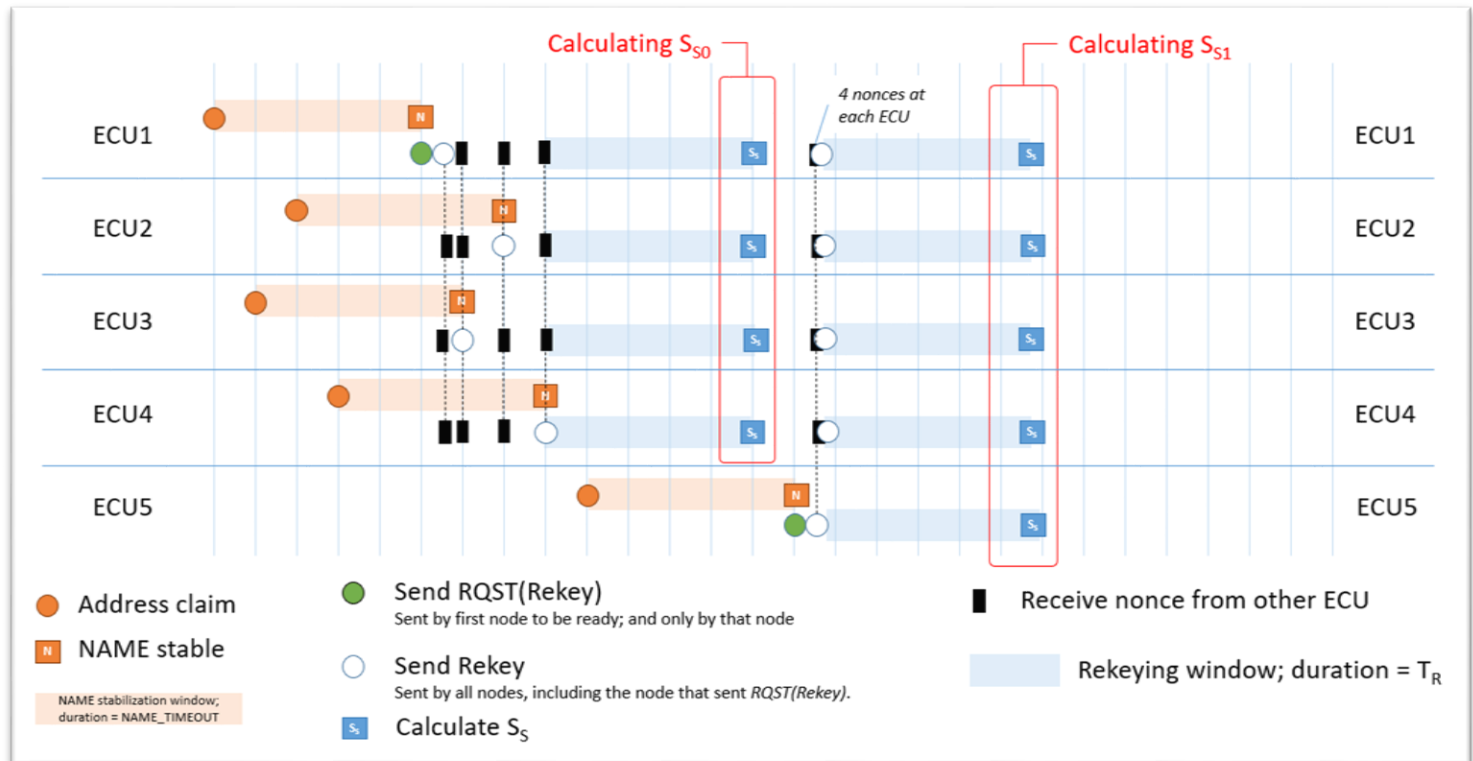 Calculating SS0
Calculating SS1
4 nonces at
each ECU
ECU1
N
SS
SS
ECU1
ECU2
N
SS
SS
ECU2
ECU3
N
SS
SS
ECU3
ECU4
N
SS
SS
ECU4
ECU5
N
SS
ECU5
Address claim
N NAME stable
NAME stabilization window;
duration = NAME_TIMEOUT
Send RQST(Rekey)
Sent by first node to be ready; and only by that node
Send Rekey
Sent by all nodes, including the node that sent RQST(Rekey).
SS Calculate SS
Receive nonce from other ECU
Rekeying window; duration = TR